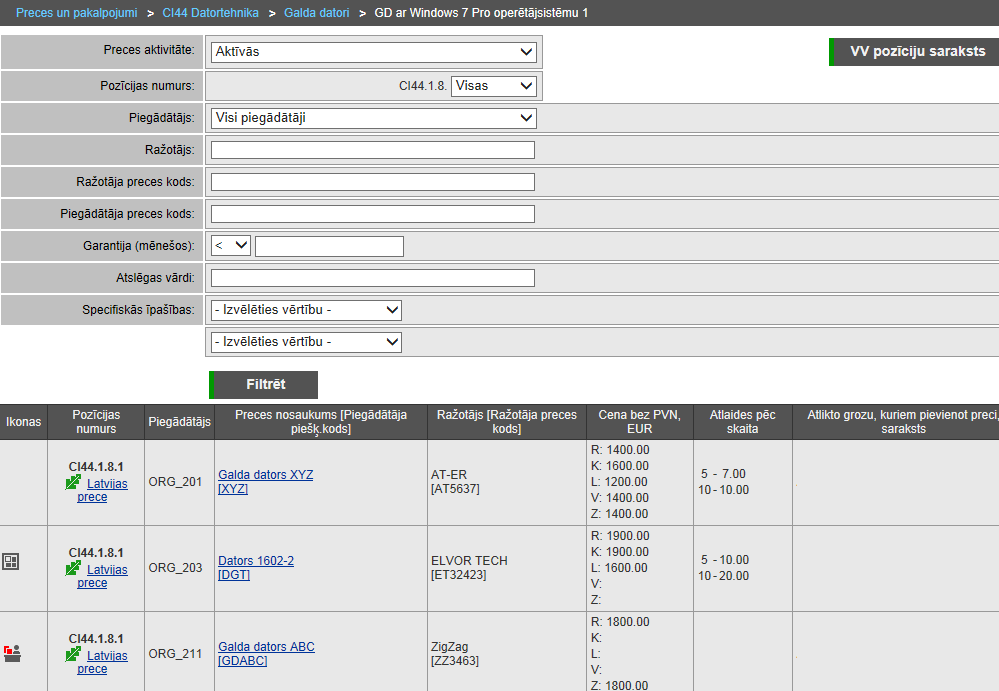 Preces un pakalpojumi > CI44 Datortehnika > Galda datori > GD ar Windows 7 Pro operētājsistēmu 1
Preces aktivitāte: Aktīvās
VV pozīciju saraksts
Pozīcijas numurs: CI44.1.8. Visas
Piegādātājs: Visi piegādātāji
Ražotājs:
Ražotāja preces kods:
Piegādātāja preces kods:
Garantija (mēnešos): <
Atslēgas vārdi:
Specifiskās īpašības: - Izvēlēties vērtību -
- Izvēlēties vērtību -
Filtrēt
Ikonas
Pozīcijas
numurs
Piegādātājs
Preces nosaukums [Piegādātāja
piešķ.kods]
Ražotājs [Ražotāja preces
kods]
Cena bez PVN,
EUR
Atlaides pēc
skaita
Atlikto grozu, kuriem pievienot preci,
saraksts
CI44.1.8.1
Latvijas
prece
ORG_201
Galda dators XYZ
[XYZ]
AT-ER
[AT5637]
R: 1400.00
K: 1600.00
L: 1200.00
V: 1400.00
Z: 1400.00
5 - 7.00
10 - 10.00
CI44.1.8.1
Latvijas
prece
ORG_203
Dators 1602-2
[DGT]
ELVOR TECH
[ET32423]
R: 1900.00
K: 1900.00
L: 1600.00
V:
Z:
5 - 10.00
10 - 20.00
CI44.1.8.1
Latvijas
prece
ORG_211
Galda dators ABC
[GDABC]
ZigZag
[ZZ3463]
R: 1800.00
K:
L:
V:
Z: 1800.00